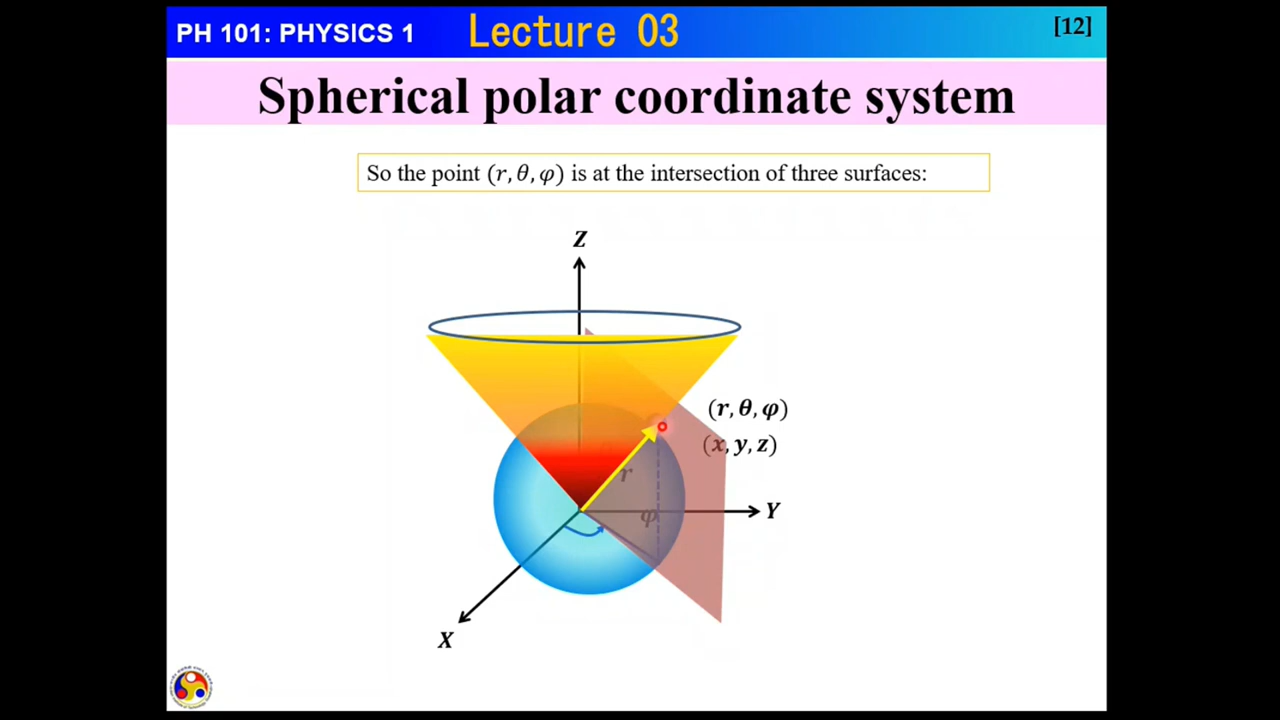 PH 101: PHYSICS 1
Lecture 03
[12]
Spherical polar coordinate system
So the point (r, θ, φ) is at the intersection of three surfaces:
Z
(r, θ, φ)
(x, y, z)
r
φ
Y
X